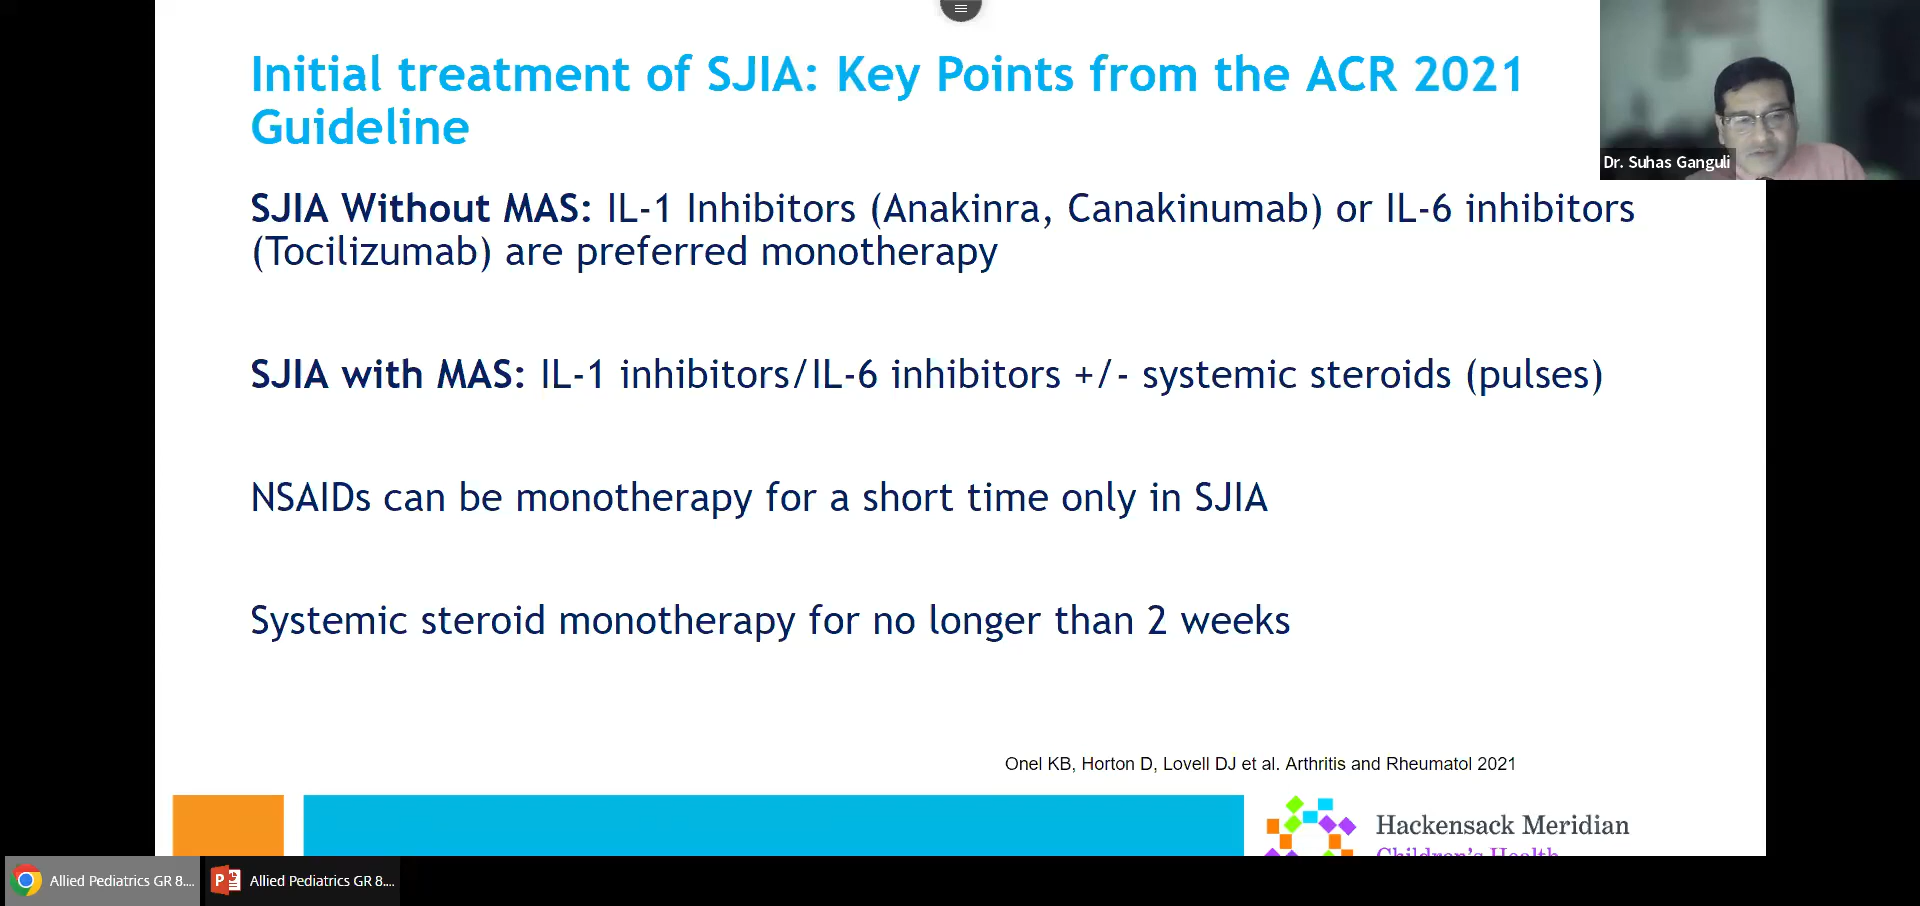 Initial treatment of SJIA: Key Points from the ACR 2021
Guideline
Dr. Suhas Ganguli
SJIA Without MAS: IL-1 Inhibitors (Anakinra, Canakinumab) or IL-6 inhibitors
(Tocilizumab) are preferred monotherapy
SJIA with MAS: IL-1 inhibitors/IL-6 inhibitors +/- systemic steroids (pulses)
NSAIDs can be monotherapy for a short time only in SJIA
Systemic steroid monotherapy for no longer than 2 weeks
Onel KB, Horton D, Lovell DJ et al. Arthritis and Rheumatol 2021
Hackensack Meridian
Children's Health
Allied Pediatrics GR 8....
Allied Pediatrics GR 8....